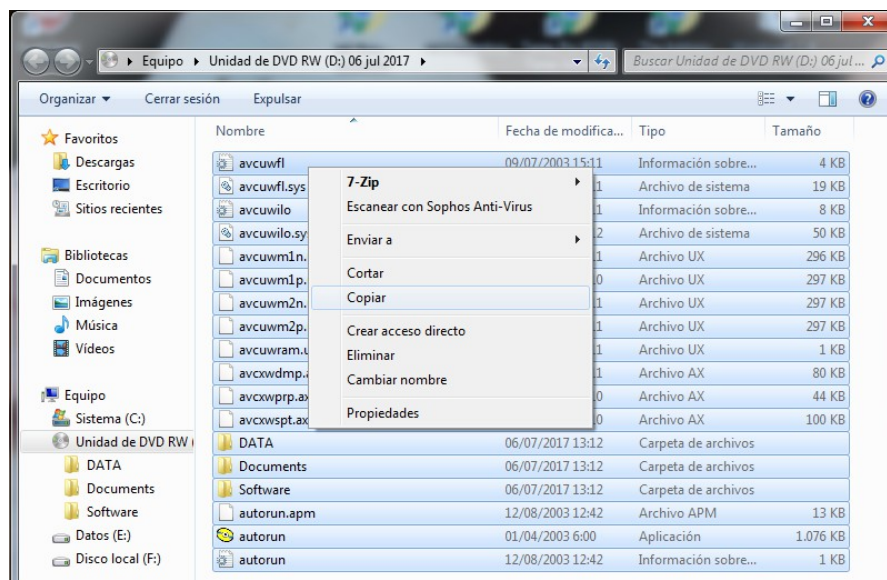 Equipo ▸ Unidad de DVD RW (D:) 06 jul 2017 ▸
Buscar Unidad de DVD RW (D:) 06 jul ...
Organizar Cerrar sesión Expulsar
Nombre Fecha de modifica... Tipo Tamaño
Favoritos
Descargas
Escritorio
Sitios recientes
Bibliotecas
Documentos
Imágenes
Música
Vídeos
Equipo
Sistema (C:)
Unidad de DVD RW
DATA
Documents
Software
Datos (E:)
Disco local (F:)
avcuwfl 09/07/2003 15:11 Información sobre... 4 KB
avcuwfl.sys Archivo de sistema 19 KB
avcuwilo Información sobre... 8 KB
avcuwilo.sy Archivo de sistema 50 KB
avcuwm1n. Archivo UX 296 KB
avcuwm1p. Archivo UX 297 KB
avcuwm2n. Archivo UX 297 KB
avcuwm2p. Archivo UX 297 KB
avcuwram.u Archivo UX 1 KB
avcxwdmp.a Archivo AX 80 KB
avcxwprp.ax Archivo AX 44 KB
avcxwspt.ax Archivo AX 100 KB
DATA 06/07/2017 13:12 Carpeta de archivos
Documents 06/07/2017 13:12 Carpeta de archivos
Software 06/07/2017 13:12 Carpeta de archivos
autorun.apm 12/08/2003 12:42 Archivo APM 13 KB
autorun 01/04/2003 6:00 Aplicación 1.076 KB
autorun 12/08/2003 12:42 Información sobre... 1 KB
7-Zip
Escanear con Sophos Anti-Virus
Enviar a
Cortar
Copiar
Crear acceso directo
Eliminar
Cambiar nombre
Propiedades